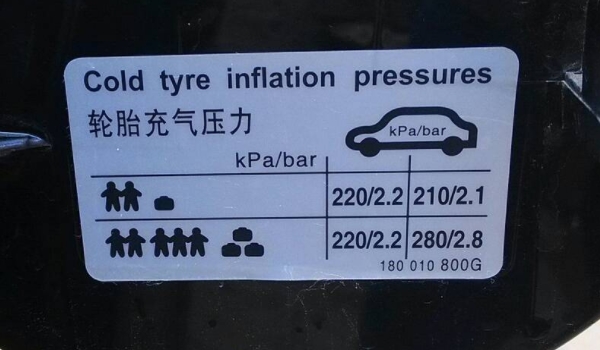 Cold tyre inflation pressures
轮胎充气压力
kPa/bar
kPa/bar
220/2.2 210/2.1
220/2.2 280/2.8
180 010 800G